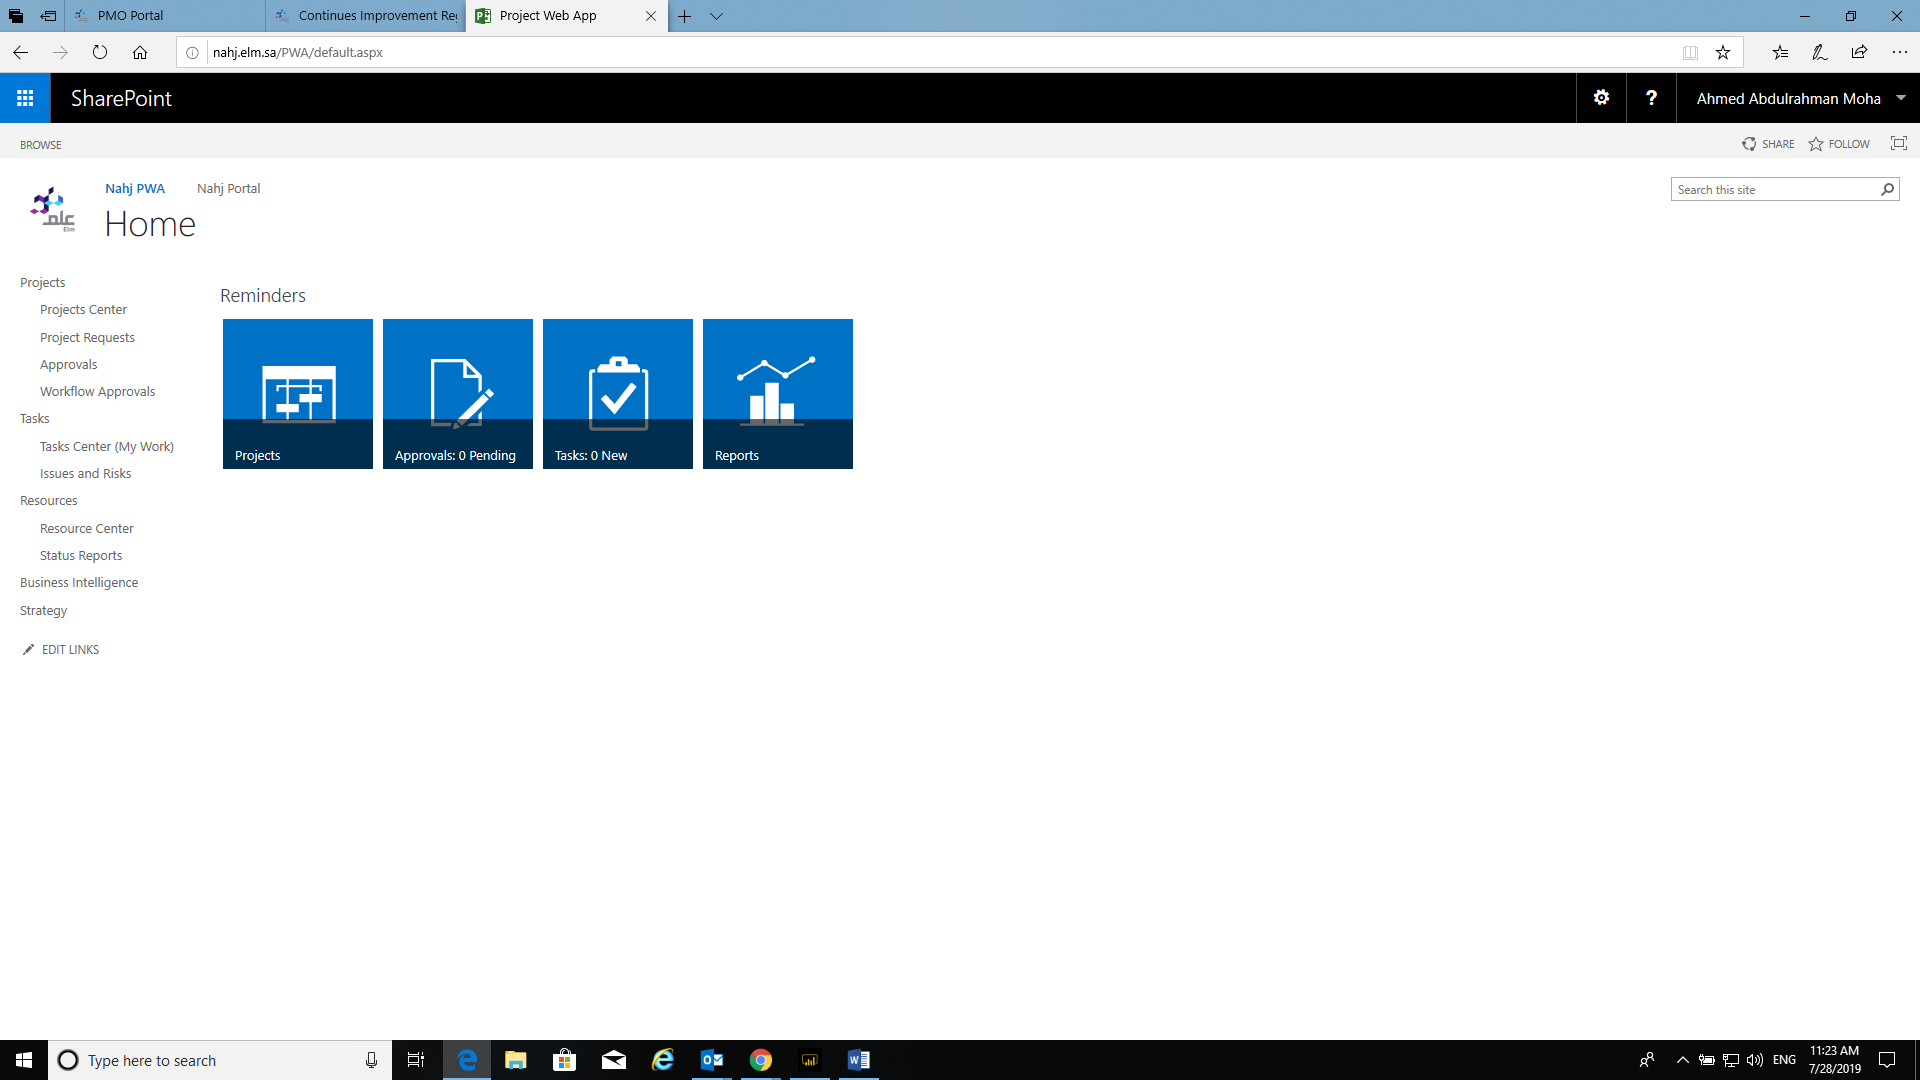 PMO Portal
Continues Improvement Re
Project Web App
nahj.elm.sa/PWA/default.aspx
SharePoint
?
Ahmed Abdulrahman Moha
BROWSE
SHARE
FOLLOW
علم
Elm
Nahj PWA
Nahj Portal
Search this site
Home
Projects
Projects Center
Project Requests
Approvals
Workflow Approvals
Tasks
Tasks Center (My Work)
Issues and Risks
Resources
Resource Center
Status Reports
Business Intelligence
Strategy
EDIT LINKS
Reminders
Projects
Approvals: 0 Pending
Tasks: 0 New
Reports
Type here to search
ENG
11:23 AM
7/28/2019